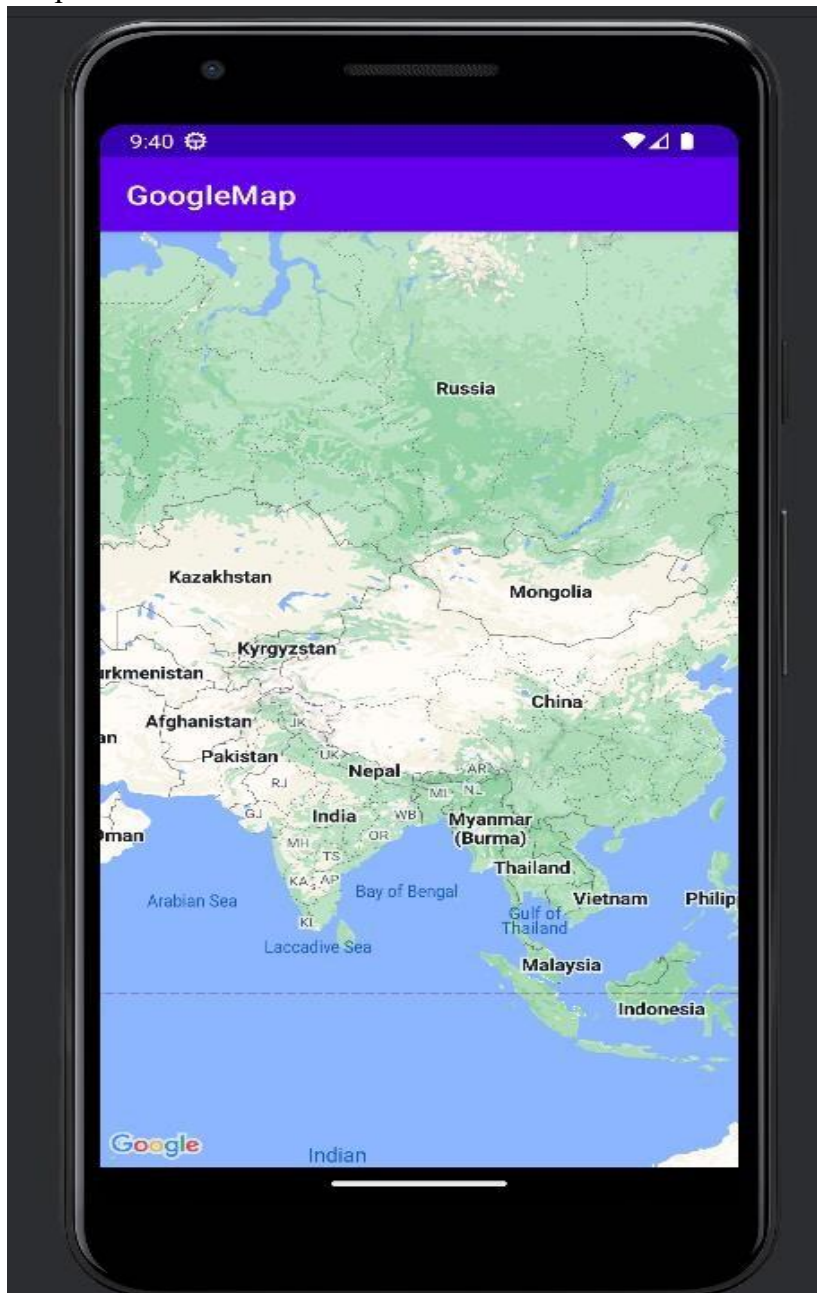 9:40
GoogleMap
Russia
Kazakhstan
Mongolia
Kyrgyzstan
urkmenistan
China
Afghanistan
JK
an
Pakistan
UK
Nepal
AR
RJ
ML NL
GJ
India
WB
Myanmar
(Burma)
Oman
MH
OR
TS
Thailand
KA AP
Bay of Bengal
Vietnam
Philip
Arabian Sea
Gulf of
Thailand
KL
Laccadive Sea
Malaysia
Indonesia
Google
Indian